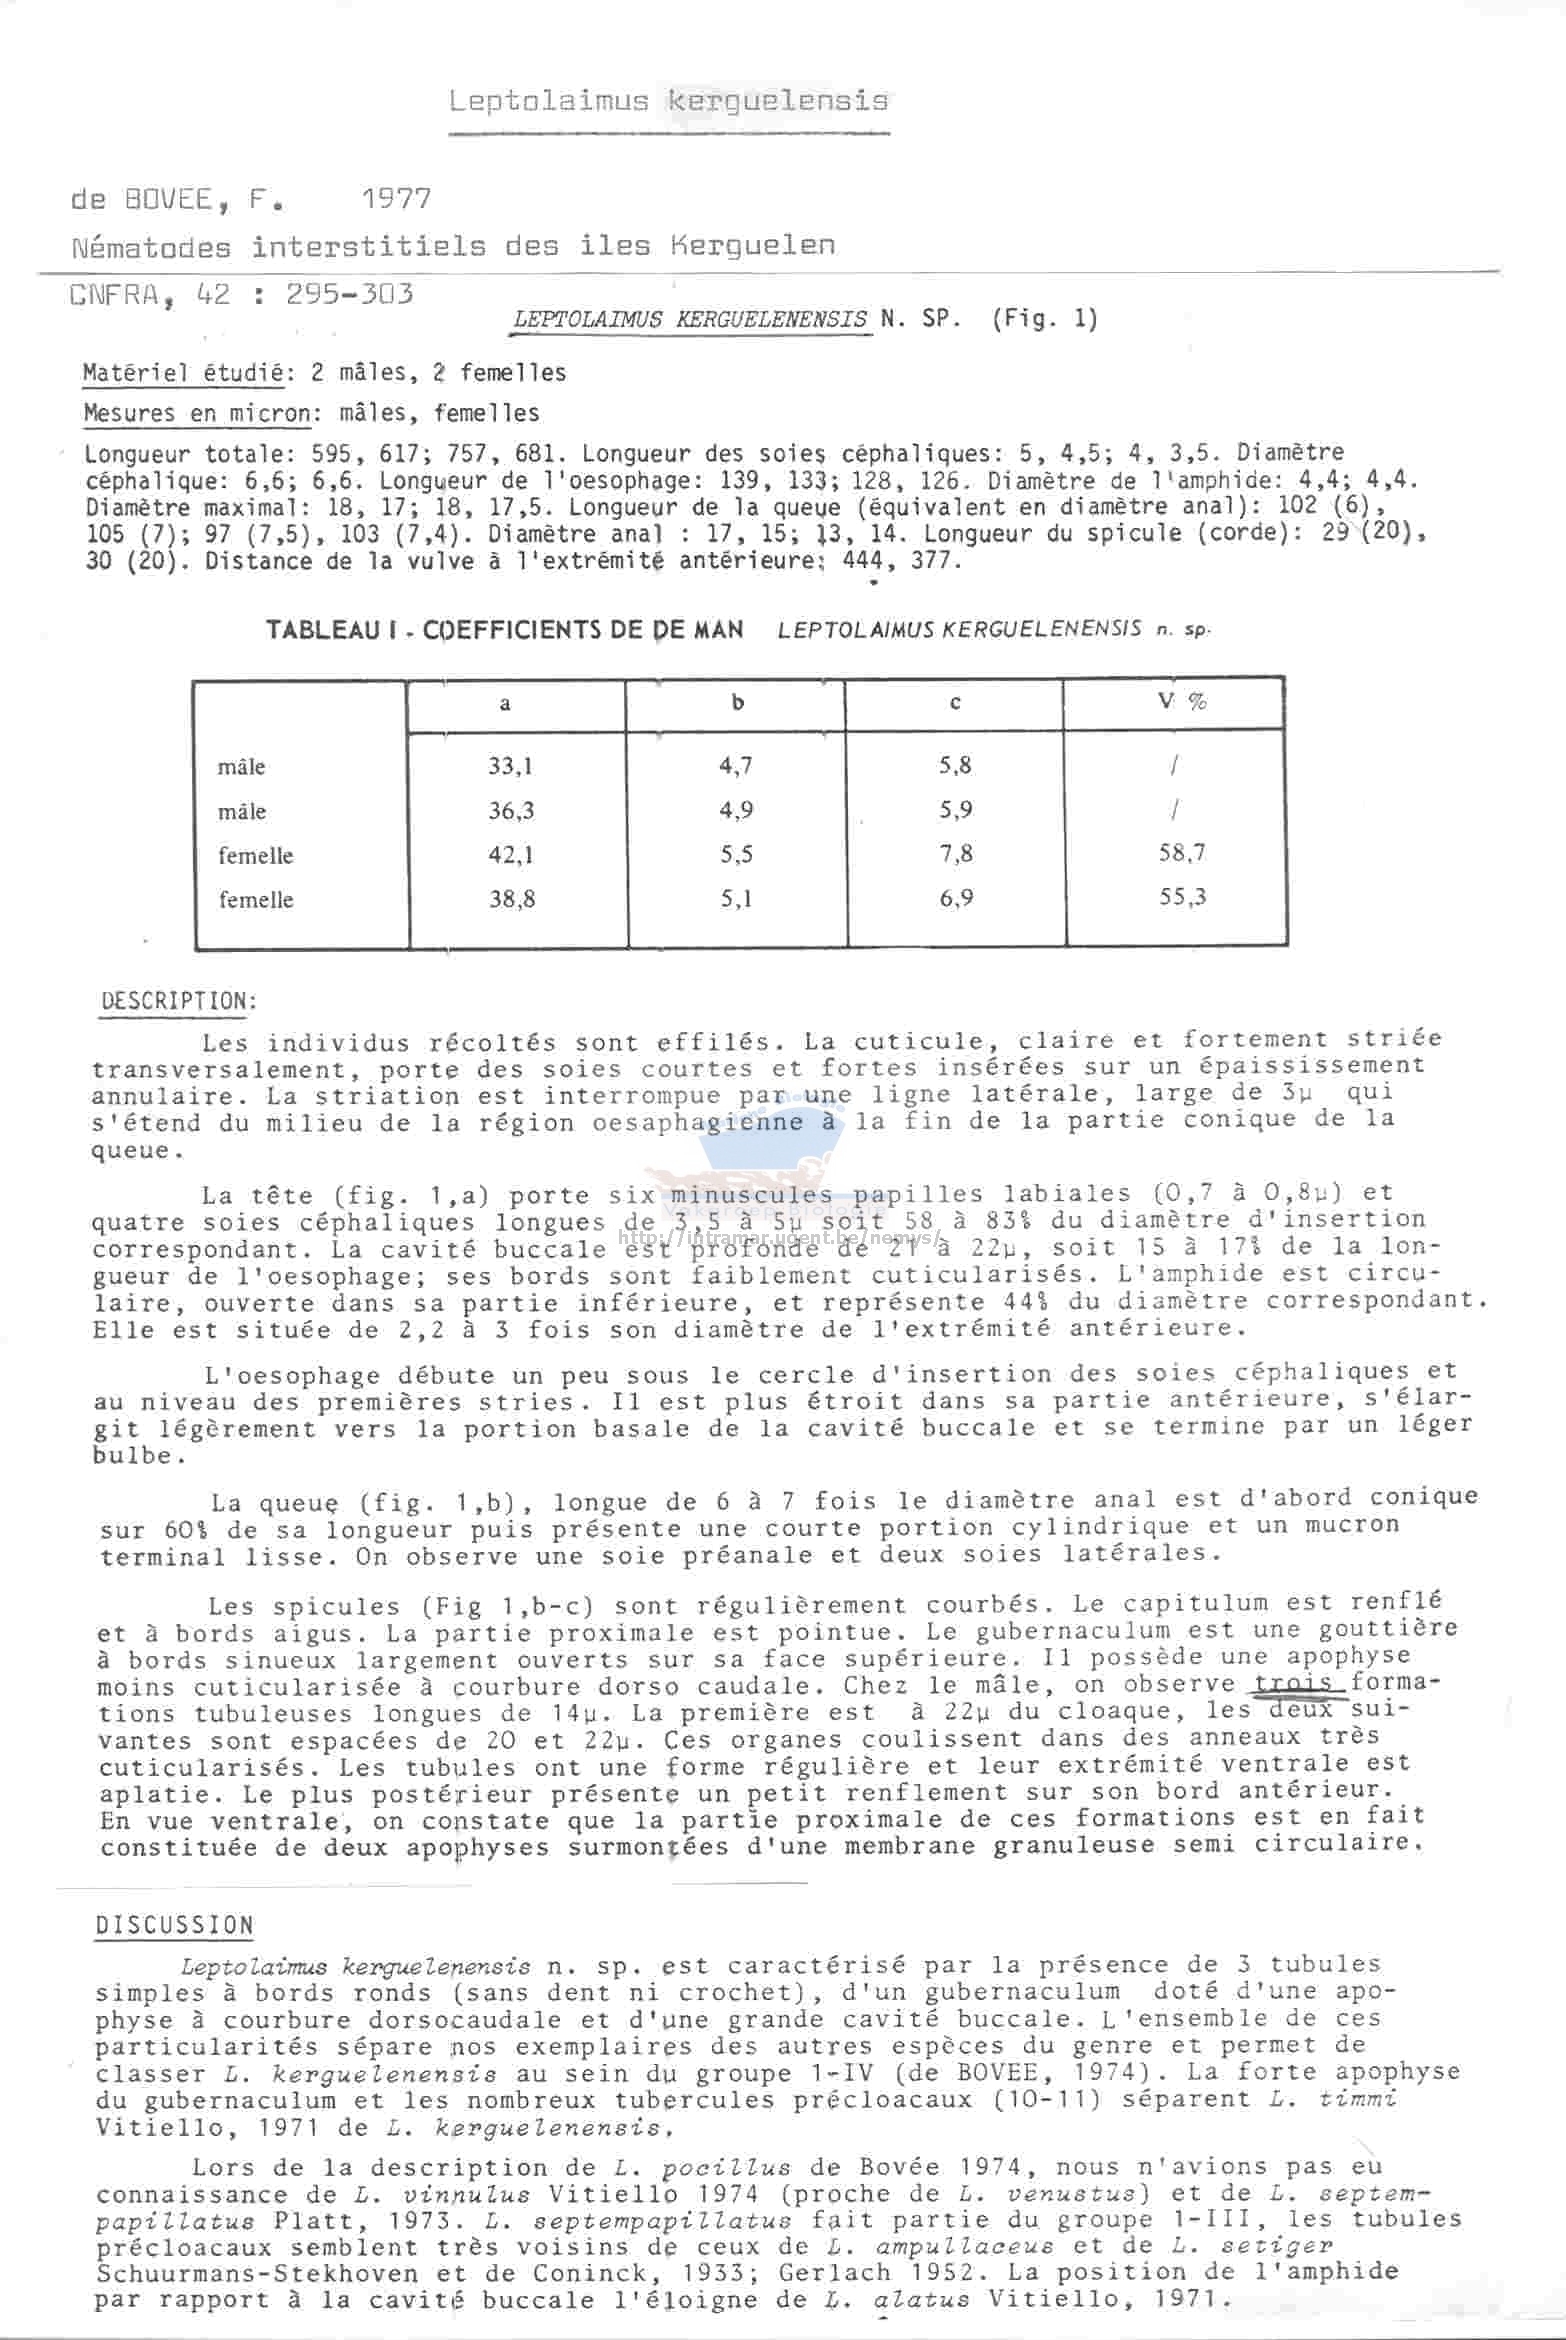 Leptolaimus kerguelensis
de BOVEE, F. 1977
Nématodes interstitiels des iles Kerguelen
CNFRA, 42 : 295-303
LEPTOLAIMUS KERGUELENENSIS N. SP. (Fig. 1)
Matériel étudié: 2 mâles, 2 femelles
Mesures en micron: mâles, femelles
Longueur totale: 595, 617; 757, 681. Longueur des soies céphaliques: 5, 4,5; 4, 3,5. Diamètre
céphalique: 6,6; 6,6. Longueur de l'oesophage: 139, 133; 128, 126. Diamètre de l'amphide: 4,4; 4,4.
Diamètre maximal: 18, 17; 18, 17,5. Longueur de la queue (équivalent en diamètre anal): 102 (6),
105 (7); 97 (7,5), 103 (7,4). Diamètre anal : 17, 15; 13, 14. Longueur du spicule (corde): 29 (20),
30 (20). Distance de la vulve à l'extrémité antérieure: 444, 377.
TABLEAU I - COEFFICIENTS DE DE MAN LEPTOLAIMUS KERGUELENENSIS n. sp.
a b c V %
mâle 33,1 4,7 5,8 /
mâle 36,3 4,9 5,9 /
femelle 42,1 5,5 7,8 58,7
femelle 38,8 5,1 6,9 55,3
DESCRIPTION:
Les individus récoltés sont effilés. La cuticule, claire et fortement striée
transversalement, porte des soies courtes et fortes insérées sur un épaississement
annulaire. La striation est interrompue par une ligne latérale, large de 3µ qui
s'étend du milieu de la région oesaphagienne à la fin de la partie conique de la
queue.
La tête (fig. 1,a) porte six minuscules papilles labiales (0,7 à 0,8µ) et
quatre soies céphaliques longues de 3,5 à 5µ soit 58 à 83% du diamètre d'insertion
correspondant. La cavité buccale est profonde de 21 à 22µ, soit 15 à 17% de la lon-
gueur de l'oesophage; ses bords sont faiblement cuticularisés. L'amphide est circu-
laire, ouverte dans sa partie inférieure, et représente 44% du diamètre correspondant.
Elle est située de 2,2 à 3 fois son diamètre de l'extrémité antérieure.
Vakgroep Biologie
http://intramar.ugent.be/nemys/
L'oesophage débute un peu sous le cercle d'insertion des soies céphaliques et
au niveau des premières stries. Il est plus étroit dans sa partie antérieure, s'élar-
git légèrement vers la portion basale de la cavité buccale et se termine par un léger
bulbe.
La queue (fig. 1,b), longue de 6 à 7 fois le diamètre anal est d'abord conique
sur 60% de sa longueur puis présente une courte portion cylindrique et un mucron
terminal lisse. On observe une soie préanale et deux soies latérales.
Les spicules (Fig 1,b-c) sont régulièrement courbés. Le capitulum est renflé
et à bords aigus. La partie proximale est pointue. Le gubernaculum est une gouttière
à bords sinueux largement ouverts sur sa face supérieure. Il possède une apophyse
moins cuticularisée à courbure dorso caudale. Chez le mâle, on observe trois forma-
tions tubuleuses longues de 14µ. La première est à 22µ du cloaque, les deux sui-
vantes sont espacées de 20 et 22µ. Ces organes coulissent dans des anneaux très
cuticularisés. Les tubules ont une forme régulière et leur extrémité ventrale est
aplatie. Le plus postérieur présente un petit renflement sur son bord antérieur.
En vue ventrale, on constate que la partie proximale de ces formations est en fait
constituée de deux apophyses surmontées d'une membrane granuleuse semi circulaire.
DISCUSSION
Leptolaimus kerguelenensis n. sp. est caractérisé par la présence de 3 tubules
simples à bords ronds (sans dent ni crochet), d'un gubernaculum doté d'une apo-
physe à courbure dorsocaudale et d'une grande cavité buccale. L'ensemble de ces
particularités sépare nos exemplaires des autres espèces du genre et permet de
classer L. kerguelenensis au sein du groupe 1-IV (de BOVEE, 1974). La forte apophyse
du gubernaculum et les nombreux tubercules précloacaux (10-11) séparent L. timmi
Vitiello, 1971 de L. kerguelenensis.
Lors de la description de L. pocillus de Bovée 1974, nous n'avions pas eu
connaissance de L. vinnulus Vitiello 1974 (proche de L. venustus) et de L. septem-
papillatus Platt, 1973. L. septempapillatus fait partie du groupe 1-III, les tubules
précloacaux semblent très voisins de ceux de L. ampullaceus et de L. setiger
Schuurmans-Stekhoven et de Coninck, 1933; Gerlach 1952. La position de l'amphide
par rapport à la cavité buccale l'éloigne de L. alatus Vitiello, 1971.